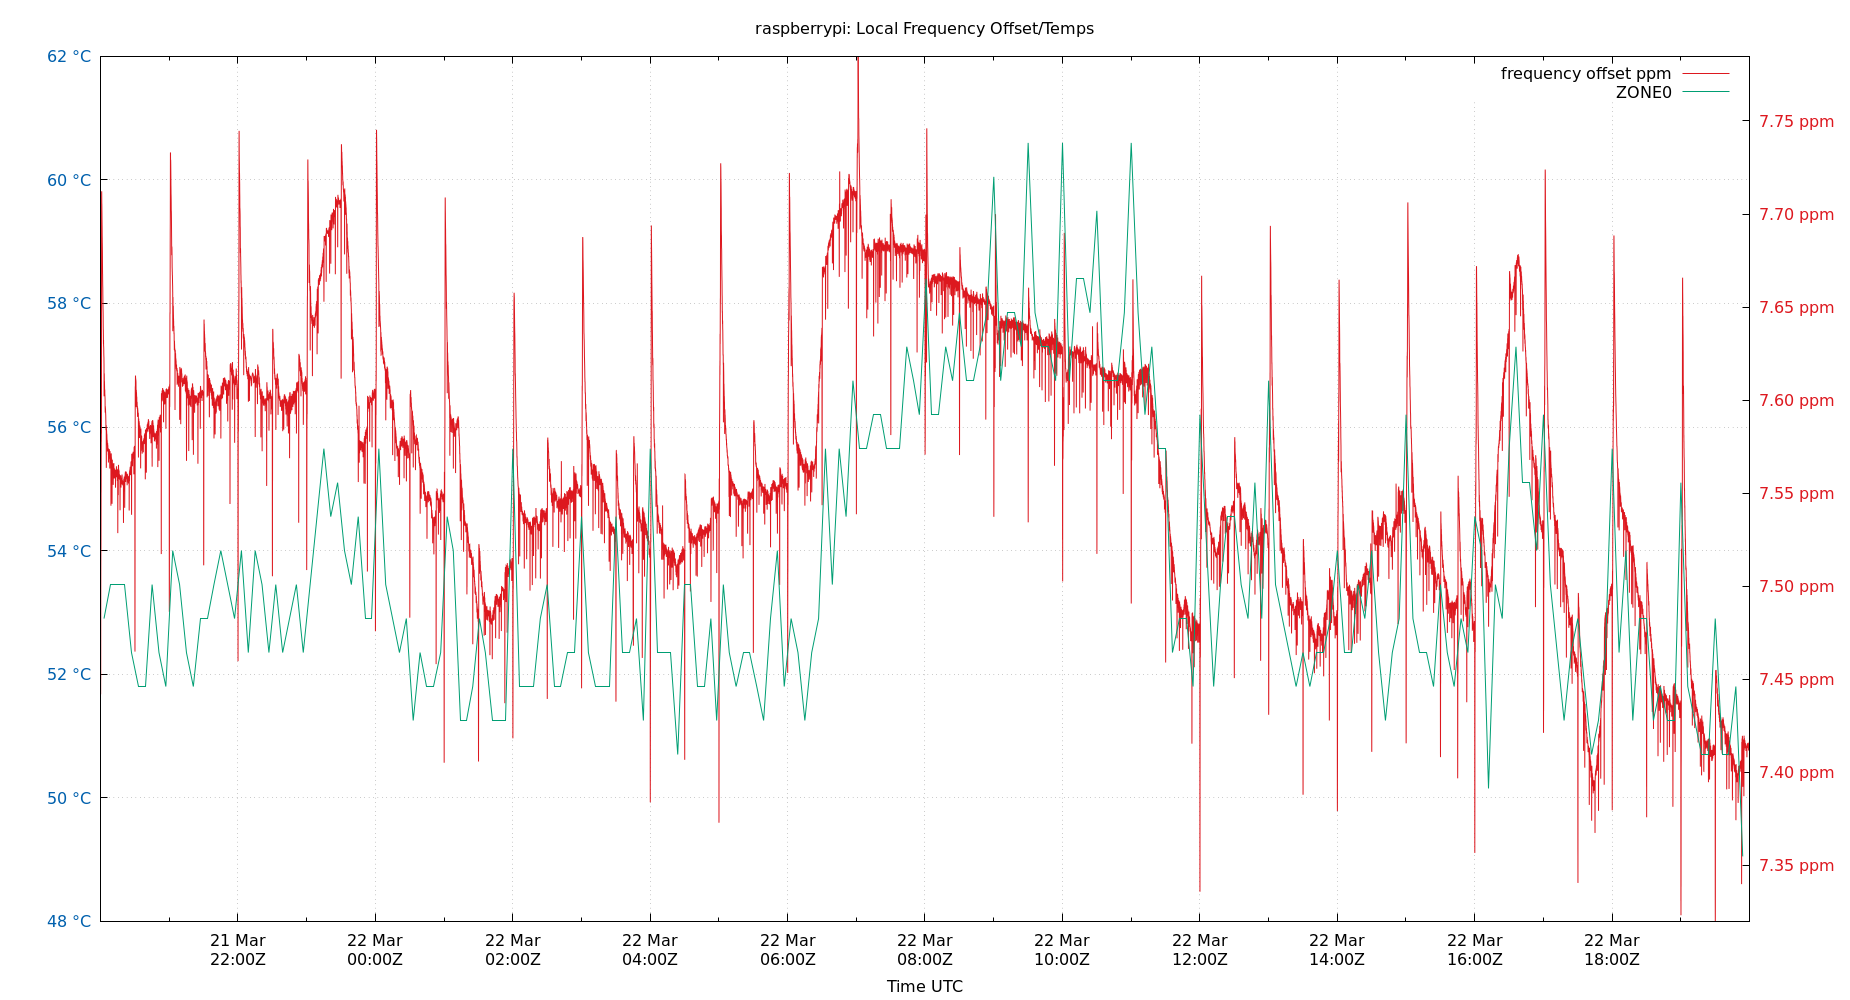 raspberrypi: Local Frequency Offset/Temps
frequency offset ppm
ZONE0
62 °C
60 °C
58 °C
56 °C
54 °C
52 °C
50 °C
48 °C
7.75 ppm
7.70 ppm
7.65 ppm
7.60 ppm
7.55 ppm
7.50 ppm
7.45 ppm
7.40 ppm
7.35 ppm
21 Mar 22 Mar 22 Mar 22 Mar 22 Mar 22 Mar 22 Mar 22 Mar 22 Mar 22 Mar 22 Mar
22:00Z 00:00Z 02:00Z 04:00Z 06:00Z 08:00Z 10:00Z 12:00Z 14:00Z 16:00Z 18:00Z
Time UTC